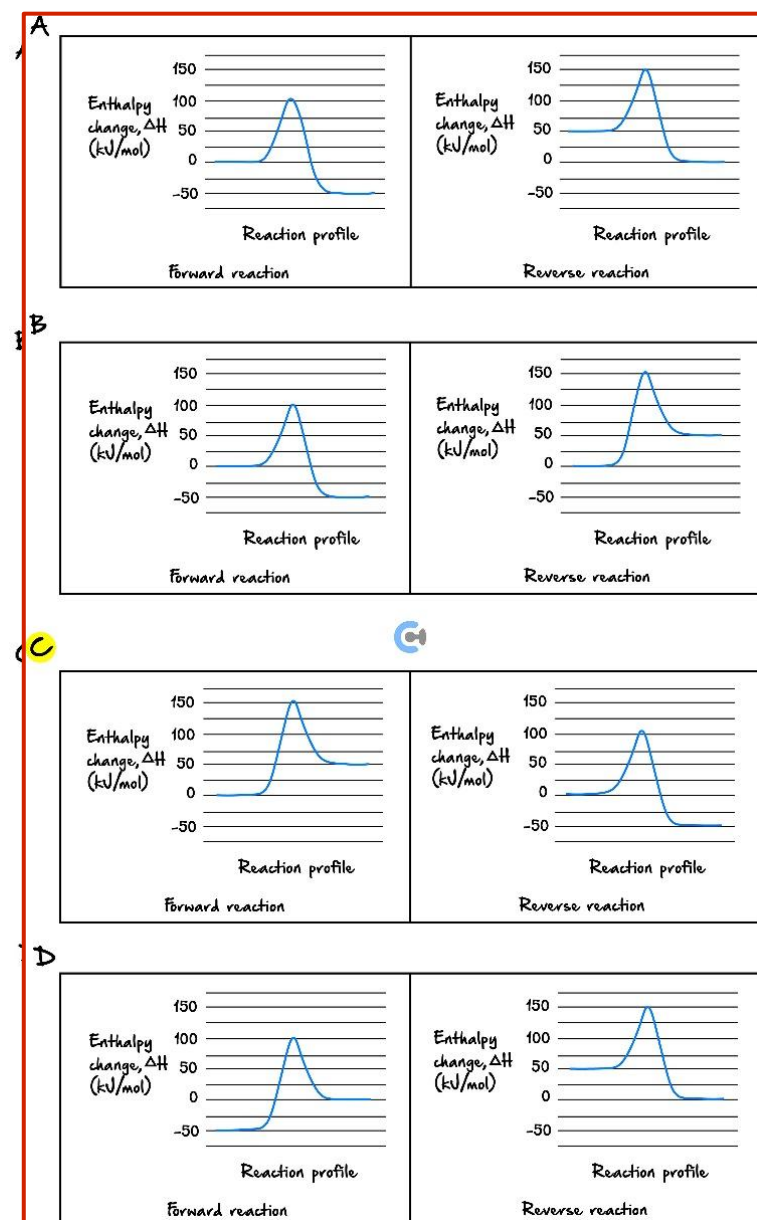 A
150
100
50
0
-50
Enthalpy
change, ΔH
(kJ/mol)
Reaction profile
Forward reaction
150
100
50
0
-50
Enthalpy
change, ΔH
(kJ/mol)
Reaction profile
Reverse reaction
B
150
100
50
0
-50
Enthalpy
change, ΔH
(kJ/mol)
Reaction profile
Forward reaction
150
100
50
0
-50
Enthalpy
change, ΔH
(kJ/mol)
Reaction profile
Reverse reaction
C
150
100
50
0
-50
Enthalpy
change, ΔH
(kJ/mol)
Reaction profile
Forward reaction
150
100
50
0
-50
Enthalpy
change, ΔH
(kJ/mol)
Reaction profile
Reverse reaction
D
150
100
50
0
-50
Enthalpy
change, ΔH
(kJ/mol)
Reaction profile
Forward reaction
150
100
50
0
-50
Enthalpy
change, ΔH
(kJ/mol)
Reaction profile
Reverse reaction